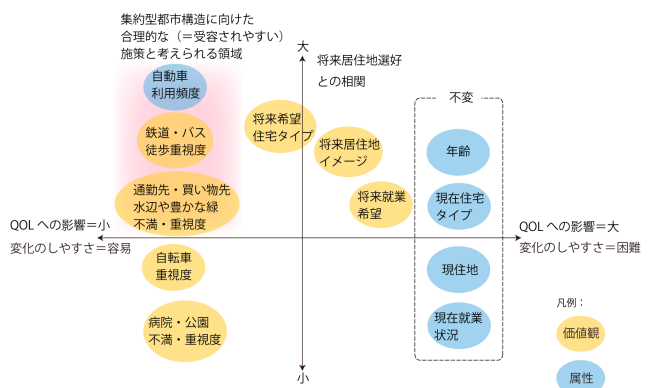 集約型都市構造に向けた
合理的な（＝受容されやすい）
施策と考えられる領域
大
将来居住地選好
との相関
自動車
利用頻度
不変
鉄道・バス
徒歩重視度
将来希望
住宅タイプ
将来居住地
イメージ
年齢
通勤先・買い物先
水辺や豊かな緑
不満・重視度
将来就業
希望
現在住宅
タイプ
QOL への影響＝小
変化のしやすさ＝容易
QOL への影響＝大
変化のしやすさ＝困難
自転車
重視度
現住地
病院・公園
不満・重視度
現在就業
状況
小
凡例：
価値観
属性